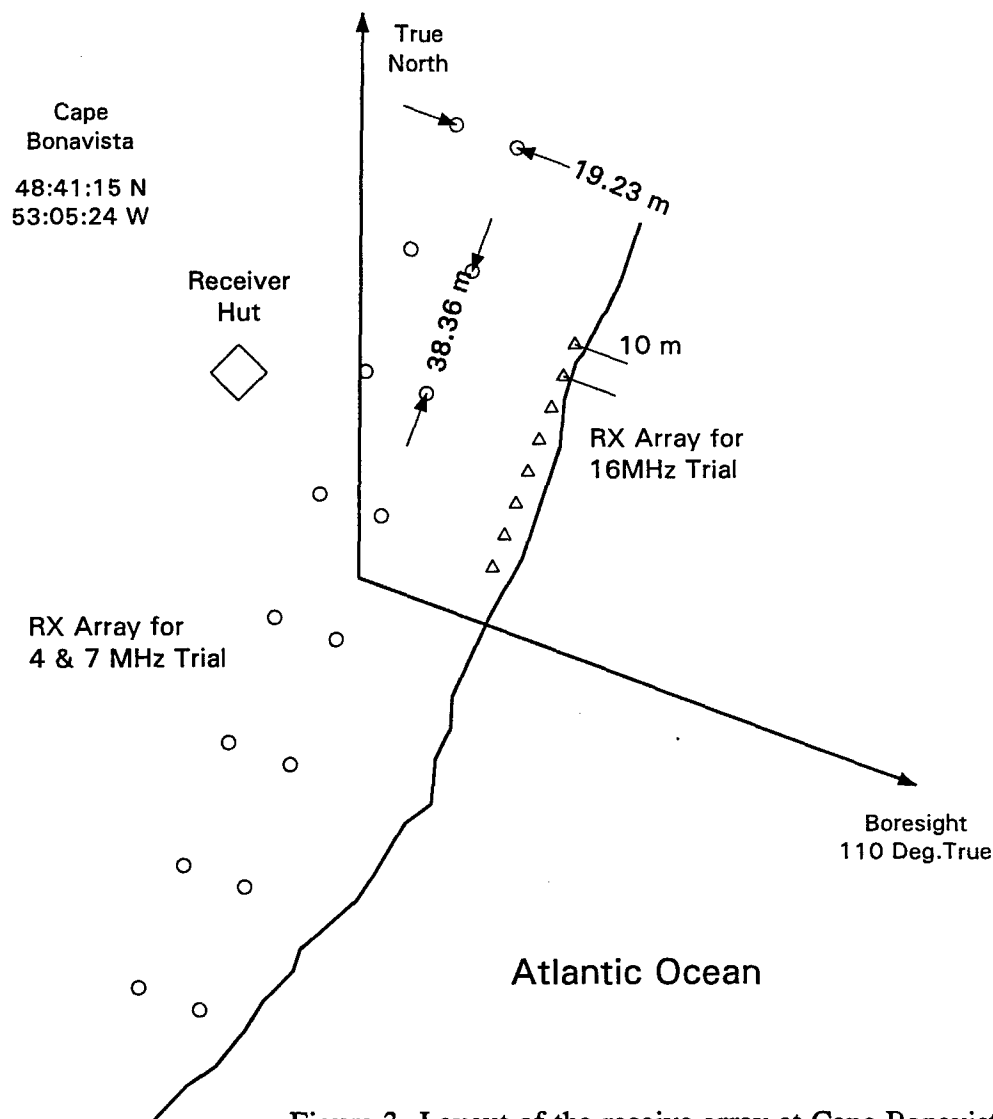 True
North
Cape
Bonavista
48:41:15 N
53:05:24 W
19.23 m
Receiver
Hut
38.36 m
10 m
RX Array for
16MHz Trial
RX Array for
4 & 7 MHz Trial
Boresight
110 Deg.True
Atlantic Ocean